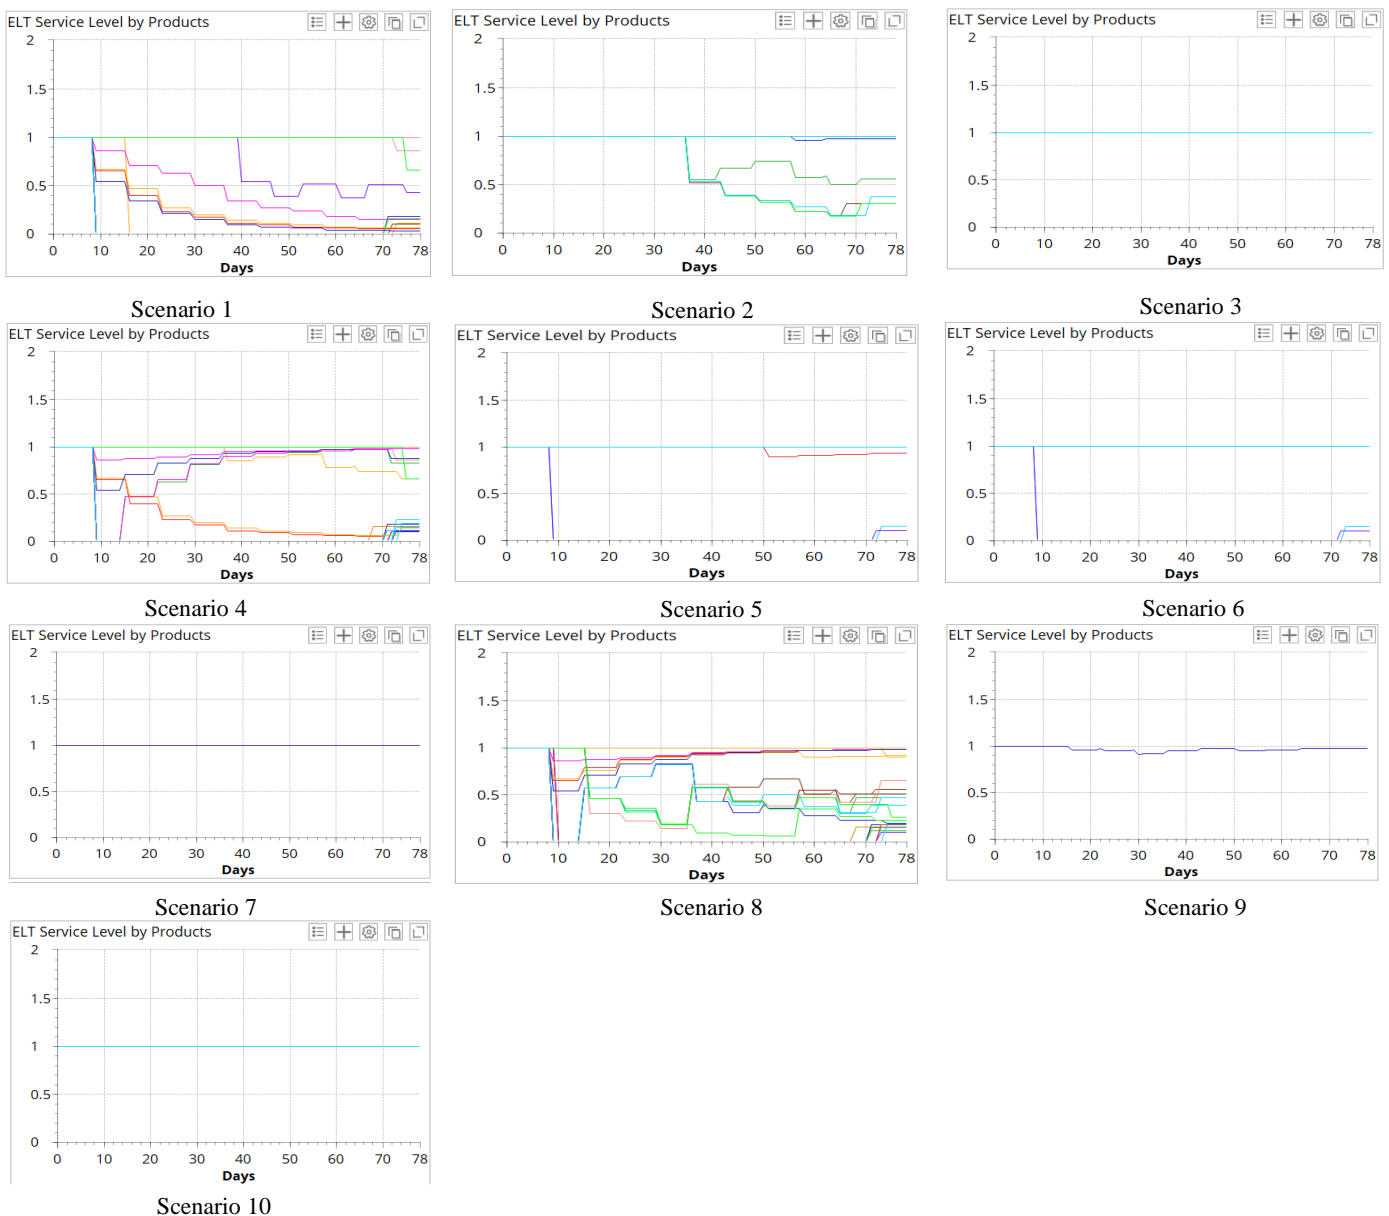 ELT Service Level by Products
2
1.5
1
0.5
0
0 10 20 30 40 50 60 70 78
Days
Scenario 1
ELT Service Level by Products
2
1.5
1
0.5
0
0 10 20 30 40 50 60 70 78
Days
Scenario 2
ELT Service Level by Products
2
1.5
1
0.5
0
0 10 20 30 40 50 60 70 78
Days
Scenario 3
ELT Service Level by Products
2
1.5
1
0.5
0
0 10 20 30 40 50 60 70 78
Days
Scenario 4
ELT Service Level by Products
2
1.5
1
0.5
0
0 10 20 30 40 50 60 70 78
Days
Scenario 5
ELT Service Level by Products
2
1.5
1
0.5
0
0 10 20 30 40 50 60 70 78
Days
Scenario 6
ELT Service Level by Products
2
1.5
1
0.5
0
0 10 20 30 40 50 60 70 78
Days
Scenario 7
ELT Service Level by Products
2
1.5
1
0.5
0
0 10 20 30 40 50 60 70 78
Days
Scenario 8
ELT Service Level by Products
2
1.5
1
0.5
0
0 10 20 30 40 50 60 70 78
Days
Scenario 9
ELT Service Level by Products
2
1.5
1
0.5
0
0 10 20 30 40 50 60 70 78
Days
Scenario 10